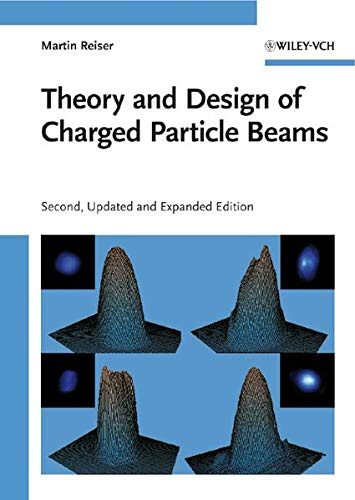 Martin Reiser
WILEY-VCH
Theory and Design of
Charged Particle Beams
Second, Updated and Expanded Edition